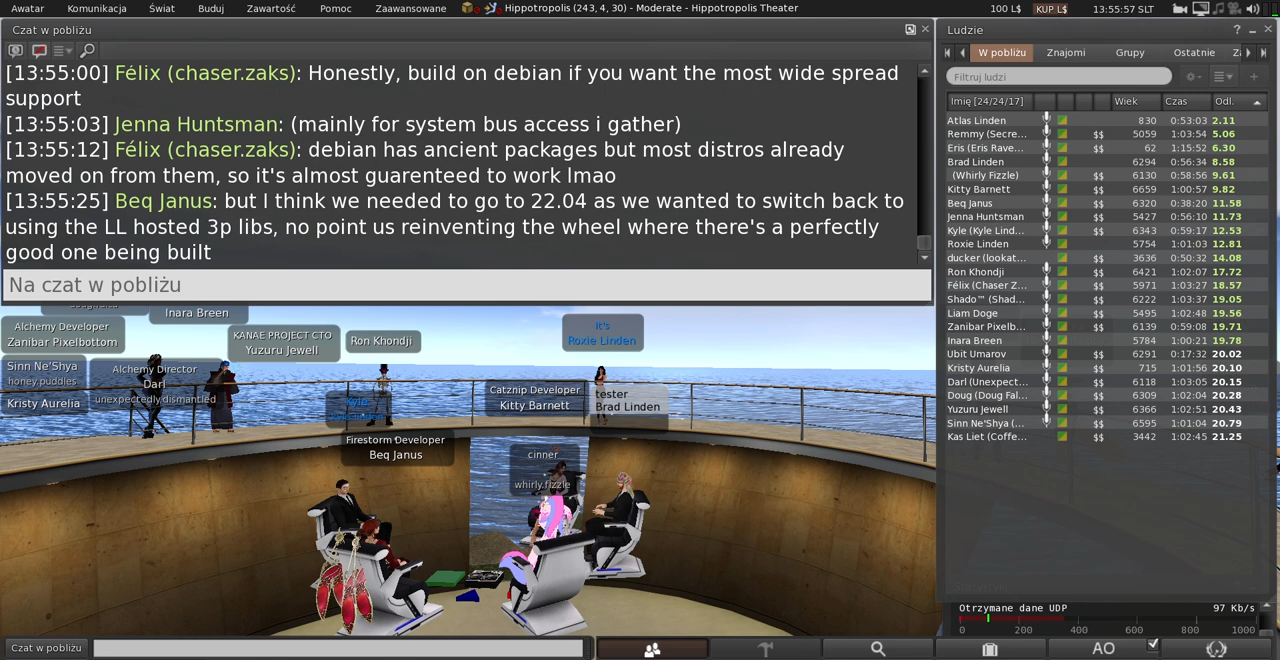 Awatar Komunikacja Świat Buduj Zawartość Pomoc Zaawansowane Hippotropolis (243, 4, 30) - Moderate - Hippotropolis Theater 100 L$ KUP L$ 13:55:57 SLT
Czat w pobliżu
[13:55:00] Félix (chaser.zaks): Honestly, build on debian if you want the most wide spread
support
[13:55:03] Jenna Huntsman: (mainly for system bus access i gather)
[13:55:12] Félix (chaser.zaks): debian has ancient packages but most distros already
moved on from them, so it's almost guarenteed to work lmao
[13:55:25] Beq Janus: but I think we needed to go to 22.04 as we wanted to switch back to
using the LL hosted 3p libs, no point us reinventing the wheel where there's a perfectly
good one being built
Na czat w pobliżu
Inara Breen
Alchemy Developer
Zanibar Pixelbottom
KANAE PROJECT CTO
Yuzuru Jewell
Ron Khondji
It's
Roxie Linden
Sinn Ne'Shya
honey.puddles
Kristy Aurelia
Alchemy Director
Darl
unexpectedly.dismantled
Kyle
Catznip Developer
Kitty Barnett
tester
Brad Linden
Firestorm Developer
Beq Janus
cinner
whirly.fizzle
Ludzie
W pobliżu Znajomi Grupy Ostatnie Za
Filtruj ludzi
Imię [24/24/17] Wiek Czas Odl.
Atlas Linden 830 0:53:03 2.11
Remmy (Secre... $$ 5059 1:03:54 5.06
Eris (Eris Rave... $$ 62 1:15:52 6.30
Brad Linden 6294 0:56:34 8.58
(Whirly Fizzle) $$ 6130 0:58:56 9.61
Kitty Barnett $$ 6659 1:00:57 9.82
Beq Janus $$ 6320 0:38:20 11.58
Jenna Huntsman $$ 5427 0:56:10 11.73
Kyle (Kyle Lind... $$ 6343 0:59:17 12.53
Roxie Linden 5754 1:01:03 12.81
ducker (lookat... $$ 3636 0:50:32 14.08
Ron Khondji $$ 6421 1:02:07 17.72
Félix (Chaser Z... $$ 5971 1:03:27 18.57
Shado™ (Shad... $$ 6222 1:03:37 19.05
Liam Doge $$ 5495 1:02:48 19.56
Zanibar Pixelb... $$ 6139 0:59:08 19.71
Inara Breen 5784 1:00:21 19.78
Ubit Umarov $$ 6291 0:17:32 20.02
Kristy Aurelia $$ 715 1:01:56 20.10
Darl (Unexpect... $$ 6118 1:03:05 20.15
Doug (Doug Fal... $$ 6309 1:02:04 20.28
Yuzuru Jewell $$ 6366 1:02:51 20.43
Sinn Ne'Shya (... $$ 6595 1:01:04 20.79
Kas Liet (Coffe... $$ 3442 1:02:45 21.25
Otrzymane dane UDP 97 Kb/s
0 200 400 600 800 1000
Czat w pobliżu AO